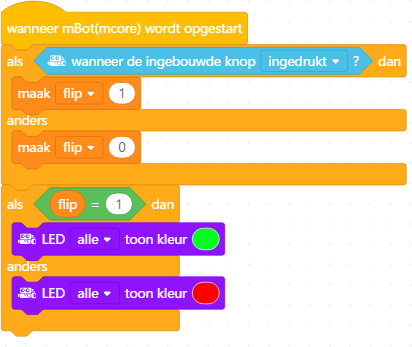 wanneer mBot(mcore) wordt opgestart
als wanneer de ingebouwde knop ingedrukt ? dan
maak flip 1
anders
maak flip 0
als flip = 1 dan
LED alle toon kleur
anders
LED alle toon kleur